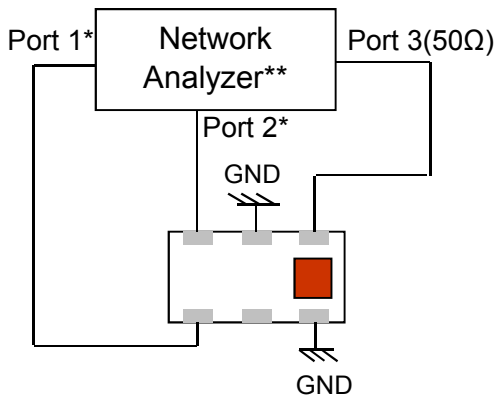 Port 1*
Network
Analyzer**
Port 3(50Ω)
Port 2*
GND
GND